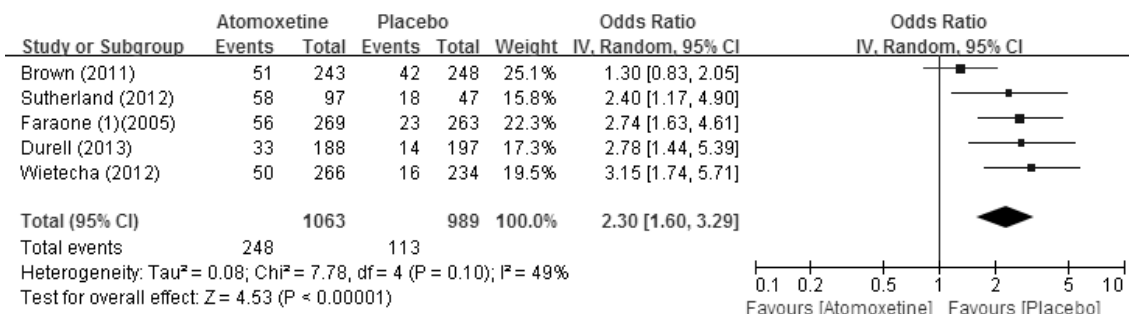 Atomoxetine Placebo Odds Ratio Odds Ratio
Study or Subgroup Events Total Events Total Weight IV, Random, 95% CI IV, Random, 95% CI
Brown (2011) 51 243 42 248 25.1% 1.30 [0.83, 2.05]
Sutherland (2012) 58 97 18 47 15.8% 2.40 [1.17, 4.90]
Faraone (1)(2005) 56 269 23 263 22.3% 2.74 [1.63, 4.61]
Durell (2013) 33 188 14 197 17.3% 2.78 [1.44, 5.39]
Wietecha (2012) 50 266 16 234 19.5% 3.15 [1.74, 5.71]
Total (95% CI) 1063 989 100.0% 2.30 [1.60, 3.29]
Total events 248 113
Heterogeneity: Tau² = 0.08; Chi² = 7.78, df = 4 (P = 0.10); I² = 49%
Test for overall effect: Z = 4.53 (P < 0.00001)
0.1 0.2 0.5 1 2 5 10
Favours [Atomoxetine] Favours [Placebo]